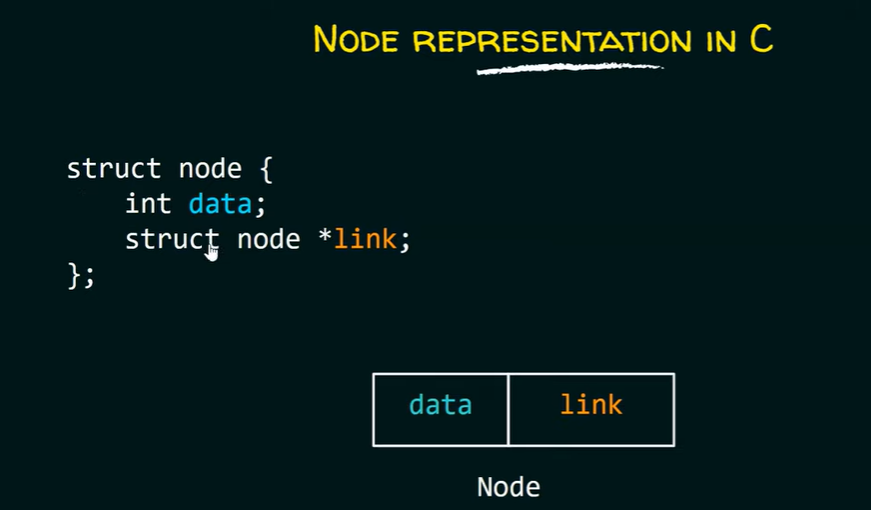 NODE REPRESENTATION IN C
struct node {
int data;
struct node *link;
};
data link
Node